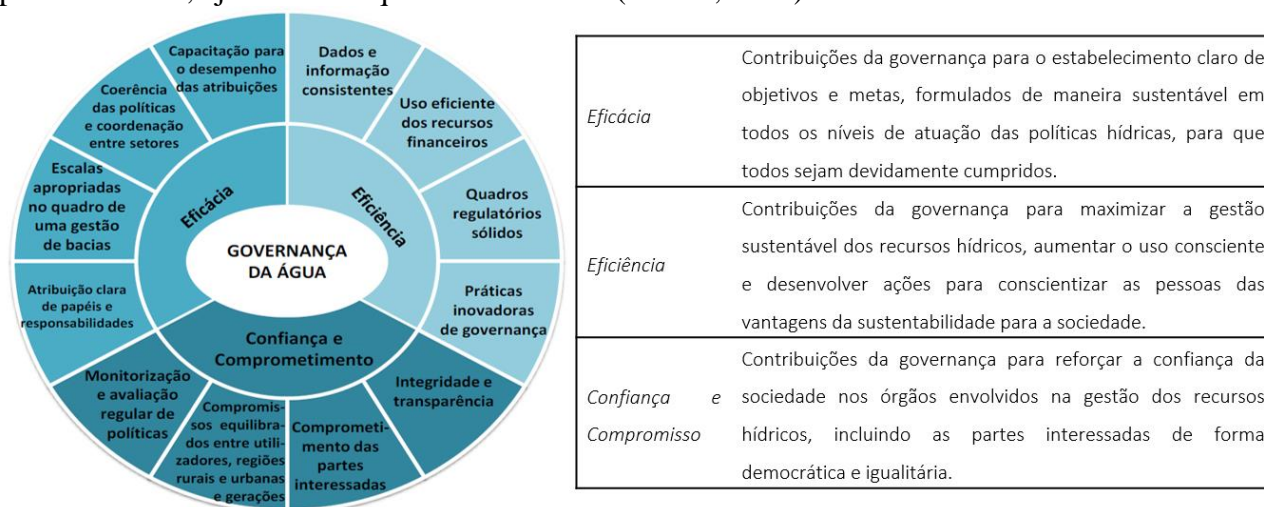 Capacitação para
o desempenho
das atribuições
Dados e
informação
consistentes
Uso eficiente
dos recursos
financeiros
Quadros
regulatórios
sólidos
Práticas
inovadoras
de governança
Integridade e
transparência
Comprometi-
mento das
partes
interessadas
Compromis-
sos equilibra-
dos entre utili-
zadores, regiões
rurais e urbanas
e gerações
Monitorização
e avaliação
regular de
políticas
Atribuição clara
de papéis e
responsabilidades
Escalas
apropriadas
no quadro de
uma gestão
de bacias
Coerência
das políticas
e coordenação
entre setores
Eficácia
Eficiência
Confiança e
Comprometimento
GOVERNANÇA
DA ÁGUA
Eficácia
Contribuições da governança para o estabelecimento claro de
objetivos e metas, formulados de maneira sustentável em
todos os níveis de atuação das políticas hídricas, para que
todos sejam devidamente cumpridos.
Eficiência
Contribuições da governança para maximizar a gestão
sustentável dos recursos hídricos, aumentar o uso consciente
e desenvolver ações para conscientizar as pessoas das
vantagens da sustentabilidade para a sociedade.
Confiança e
Compromisso
Contribuições da governança para reforçar a confiança da
sociedade nos órgãos envolvidos na gestão dos recursos
hídricos, incluindo as partes interessadas de forma
democrática e igualitária.